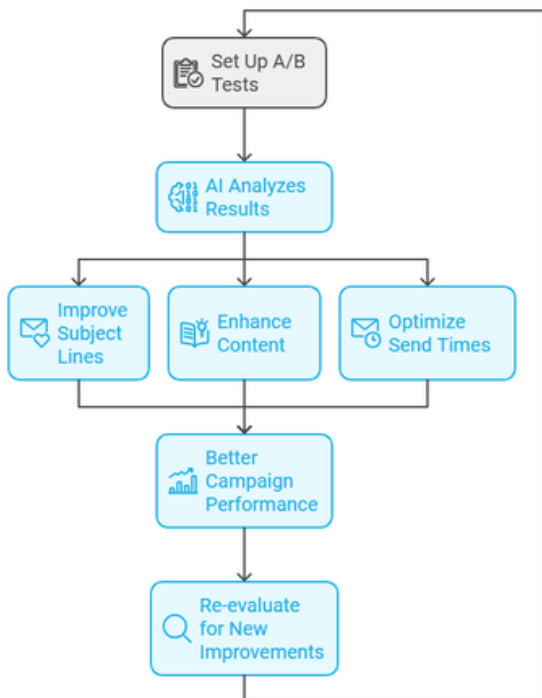 Set Up A/B
Tests
AI Analyzes
Results
Improve
Subject
Lines
Enhance
Content
Optimize
Send Times
Better
Campaign
Performance
Re-evaluate
for New
Improvements